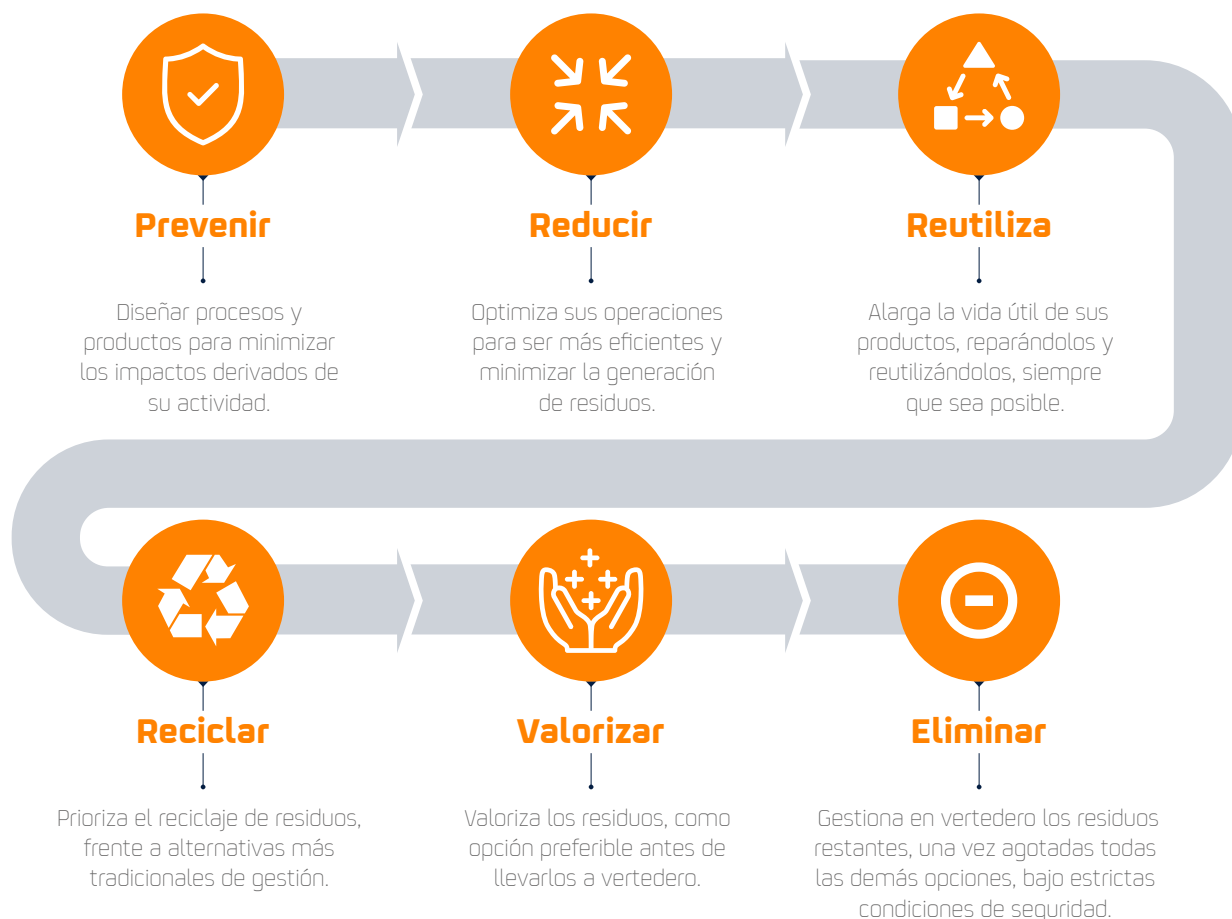 Prevenir
Diseñar procesos y
productos para minimizar
los impactos derivados de
su actividad.
Reducir
Optimiza sus operaciones
para ser más eficientes y
minimizar la generación
de residuos.
Reutiliza
Alarga la vida útil de sus
productos, reparándolos y
reutilizándolos, siempre
que sea posible.
Reciclar
Prioriza el reciclaje de residuos,
frente a alternativas más
tradicionales de gestión.
Valorizar
Valoriza los residuos, como
opción preferible antes de
llevarlos a vertedero.
Eliminar
Gestiona en vertedero los residuos
restantes, una vez agotadas todas
las demás opciones, bajo estrictas
condiciones de seguridad.